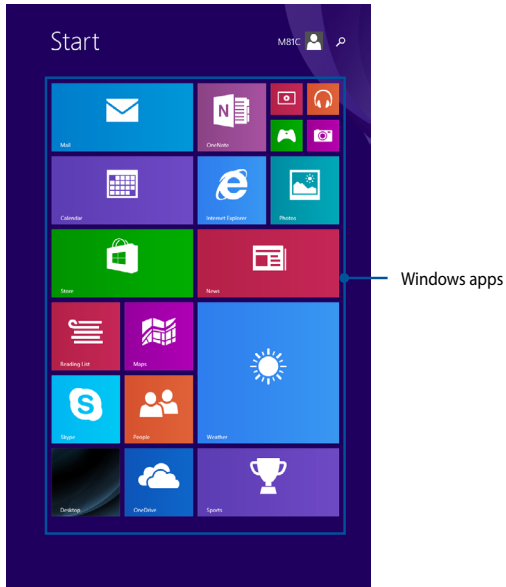 Start
M81C
Mail
OneNote
Calendar
Internet Explorer
Photos
Store
News
Windows apps
Reading List
Maps
Skype
People
Weather
Desktop
OneDrive
Sports